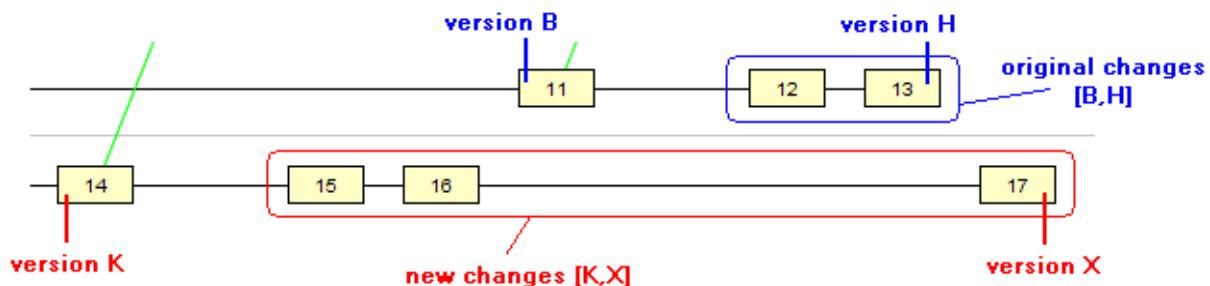 version B
version H
11
12
13
original changes
[B,H]
14
15
16
17
version K
new changes [K,X]
version X